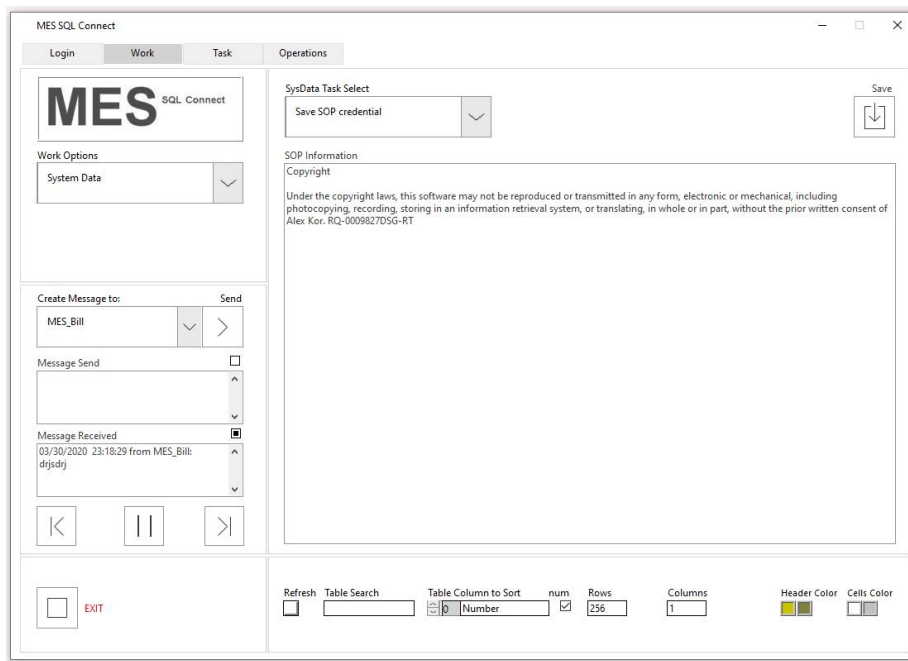 MES SQL Connect
Login Work Task Operations
MES SQL Connect
Work Options
System Data
Create Message to: Send
MES_Bill
Message Send
Message Received
03/30/2020 23:18:29 from MES_Bill:
drjsdrj
EXIT
SysData Task Select
Save SOP credential
Save
SOP Information
Copyright
Under the copyright laws, this software may not be reproduced or transmitted in any form, electronic or mechanical, including
photocopying, recording, storing in an information retrieval system, or translating, in whole or in part, without the prior written consent of
Alex Kor. RQ-0009827DSG-RT
Refresh Table Search Table Column to Sort num Rows Columns Header Color Cells Color
0 Number 256 1